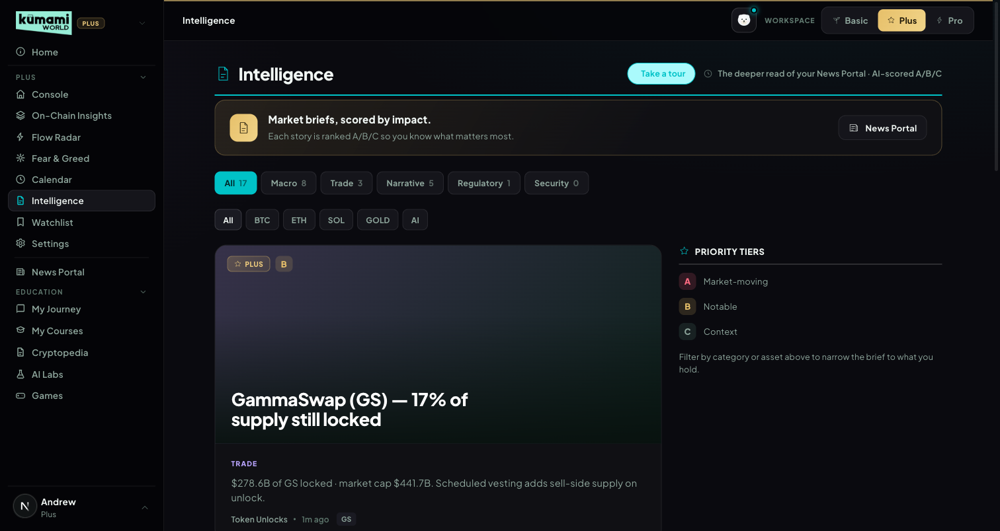 kumami
WORLD
PLUS
Home
PLUS
Console
On-Chain Insights
Flow Radar
Fear & Greed
Calendar
Intelligence
Watchlist
Settings
News Portal
EDUCATION
My Journey
My Courses
Cryptopedia
AI Labs
Games
Andrew
Plus
Intelligence
WORKSPACE
Basic
Plus
Pro
Intelligence
Take a tour
The deeper read of your News Portal · AI-scored A/B/C
Market briefs, scored by impact.
Each story is ranked A/B/C so you know what matters most.
News Portal
All 17
Macro 8
Trade 3
Narrative 5
Regulatory 1
Security 0
All
BTC
ETH
SOL
GOLD
AI
PLUS
B
GammaSwap (GS) — 17% of
supply still locked
TRADE
$278.6B of GS locked · market cap $441.7B. Scheduled vesting adds sell-side supply on
unlock.
Token Unlocks • 1m ago GS
PRIORITY TIERS
A Market-moving
B Notable
C Context
Filter by category or asset above to narrow the brief to what you
hold.